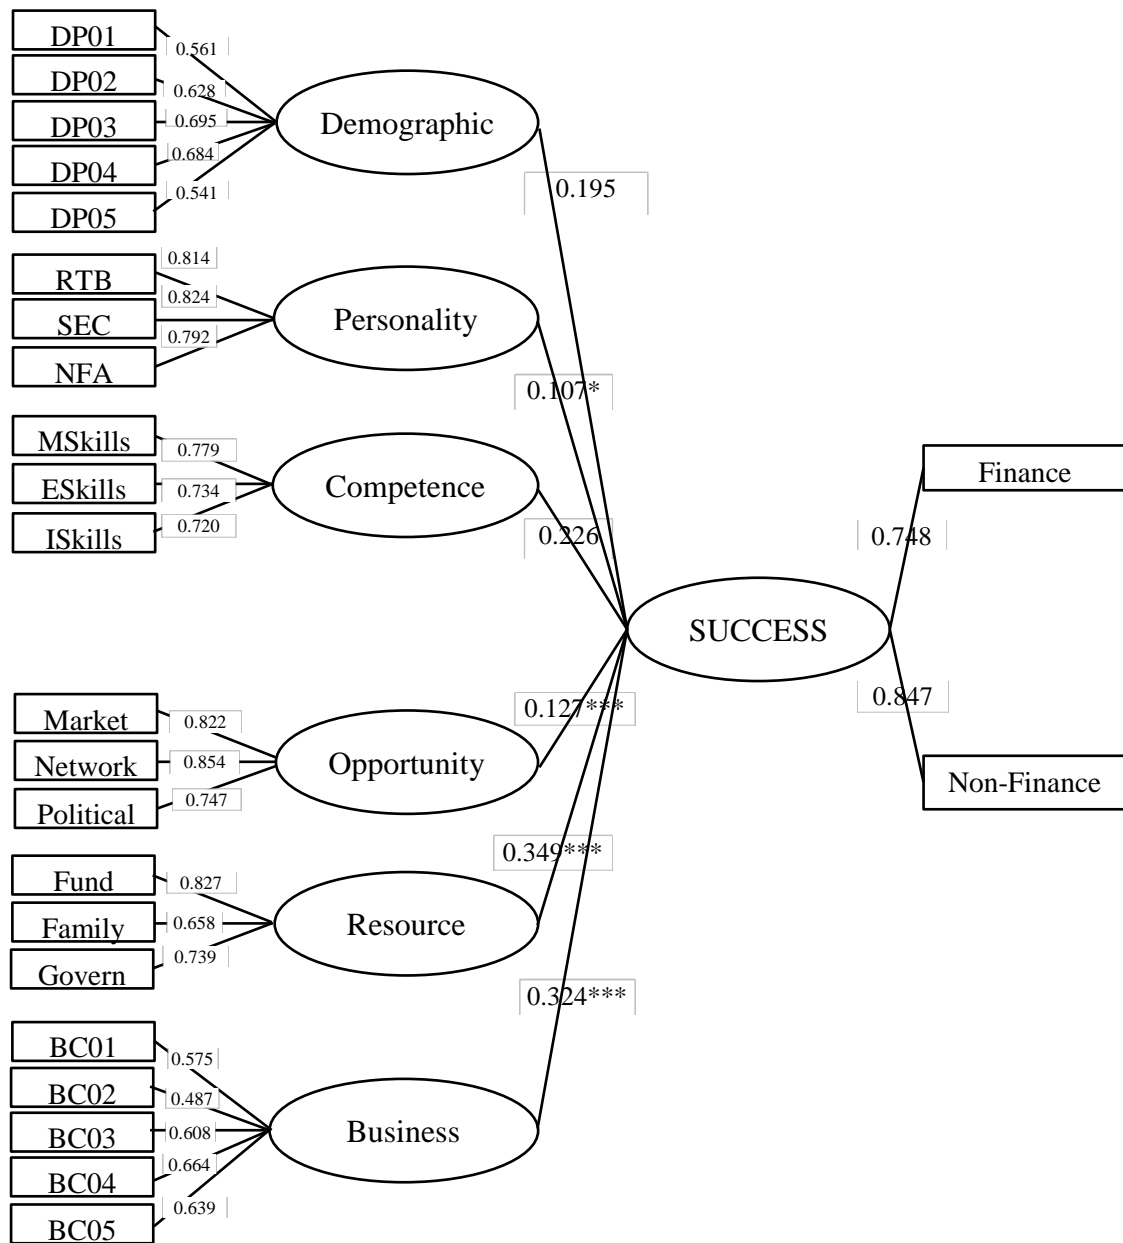 DP01
0.561
DP02
0.628
DP03
0.695
DP04
0.684
DP05
0.541
Demographic
0.195
RTB
0.814
SEC
0.824
NFA
0.792
Personality
0.107*
MSkills
0.779
ESkills
0.734
ISkills
0.720
Competence
0.226
Finance
0.748
SUCCESS
0.847
Non-Finance
Market
0.822
Network
0.854
Political
0.747
Opportunity
0.127***
Fund
0.827
Family
0.658
Govern
0.739
Resource
0.349***
0.324***
BC01
0.575
BC02
0.487
BC03
0.608
BC04
0.664
BC05
0.639
Business